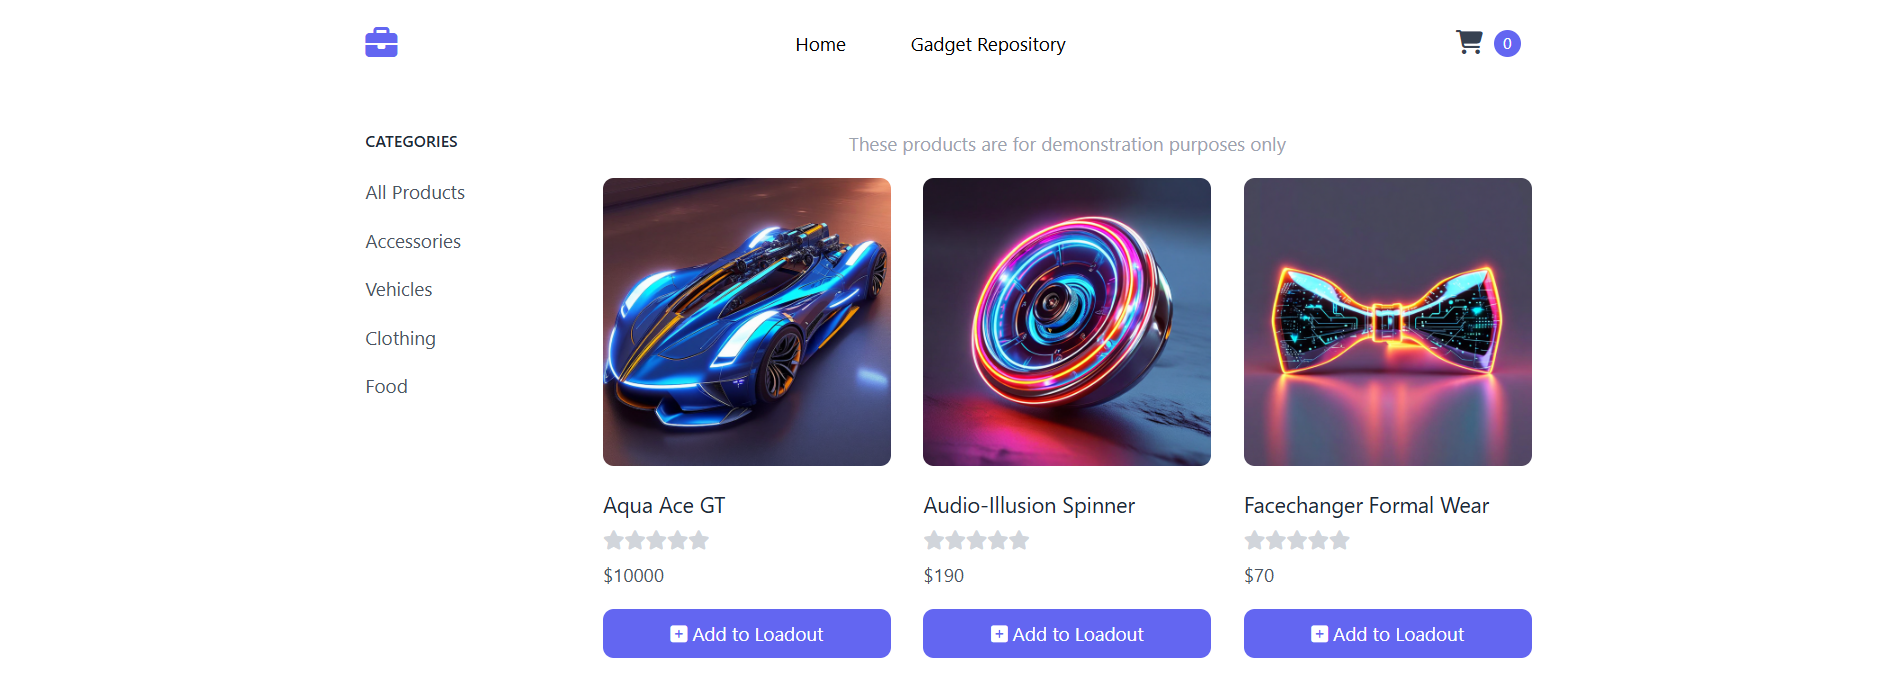 Home Gadget Repository 0
CATEGORIES
All Products
Accessories
Vehicles
Clothing
Food
These products are for demonstration purposes only
Aqua Ace GT
$10000
Add to Loadout
Audio-Illusion Spinner
$190
Add to Loadout
Facechanger Formal Wear
$70
Add to Loadout